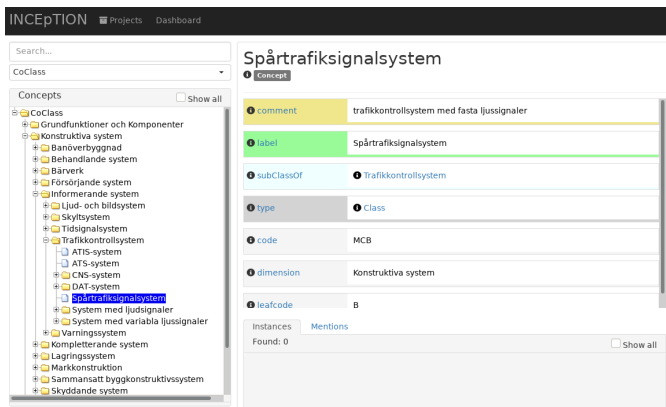 INCEpTION Projects Dashboard
Search...
CoClass
Concepts Show all
CoClass
Grundfunktioner och Komponenter
Konstruktiva system
Banöverbyggnad
Behandlande system
Bärverk
Försörjande system
Informerande system
Ljud- och bildsystem
Skyltsystem
Tidsignalsystem
Trafikkontrollsystem
ATIS-system
ATS-system
CNS-system
DAT-system
Spårtrafiksignalsystem
System med ljudsignaler
System med variabla ljussignaler
Varningssystem
Kompletterande system
Lagringssystem
Markkonstruktion
Sammansatt byggkonstruktivssystem
Skyddande system
Spårtrafiksignalsystem
Concept
comment trafikkontrollsystem med fasta ljussignaler
label Spårtrafiksignalsystem
subClassOf Trafikkontrollsystem
type Class
code MCB
dimension Konstruktiva system
leafcode B
Instances Mentions
Found: 0 Show all